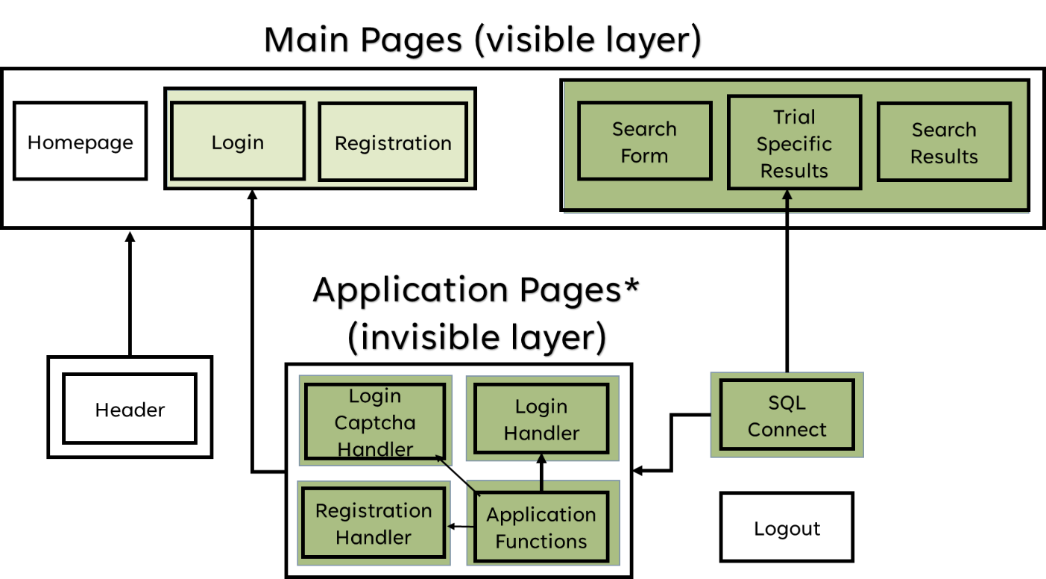 Main Pages (visible layer)
Homepage
Login
Registration
Search
Form
Trial
Specific
Results
Search
Results
Application Pages*
(invisible layer)
Header
Login
Captcha
Handler
Login
Handler
SQL
Connect
Registration
Handler
Application
Functions
Logout